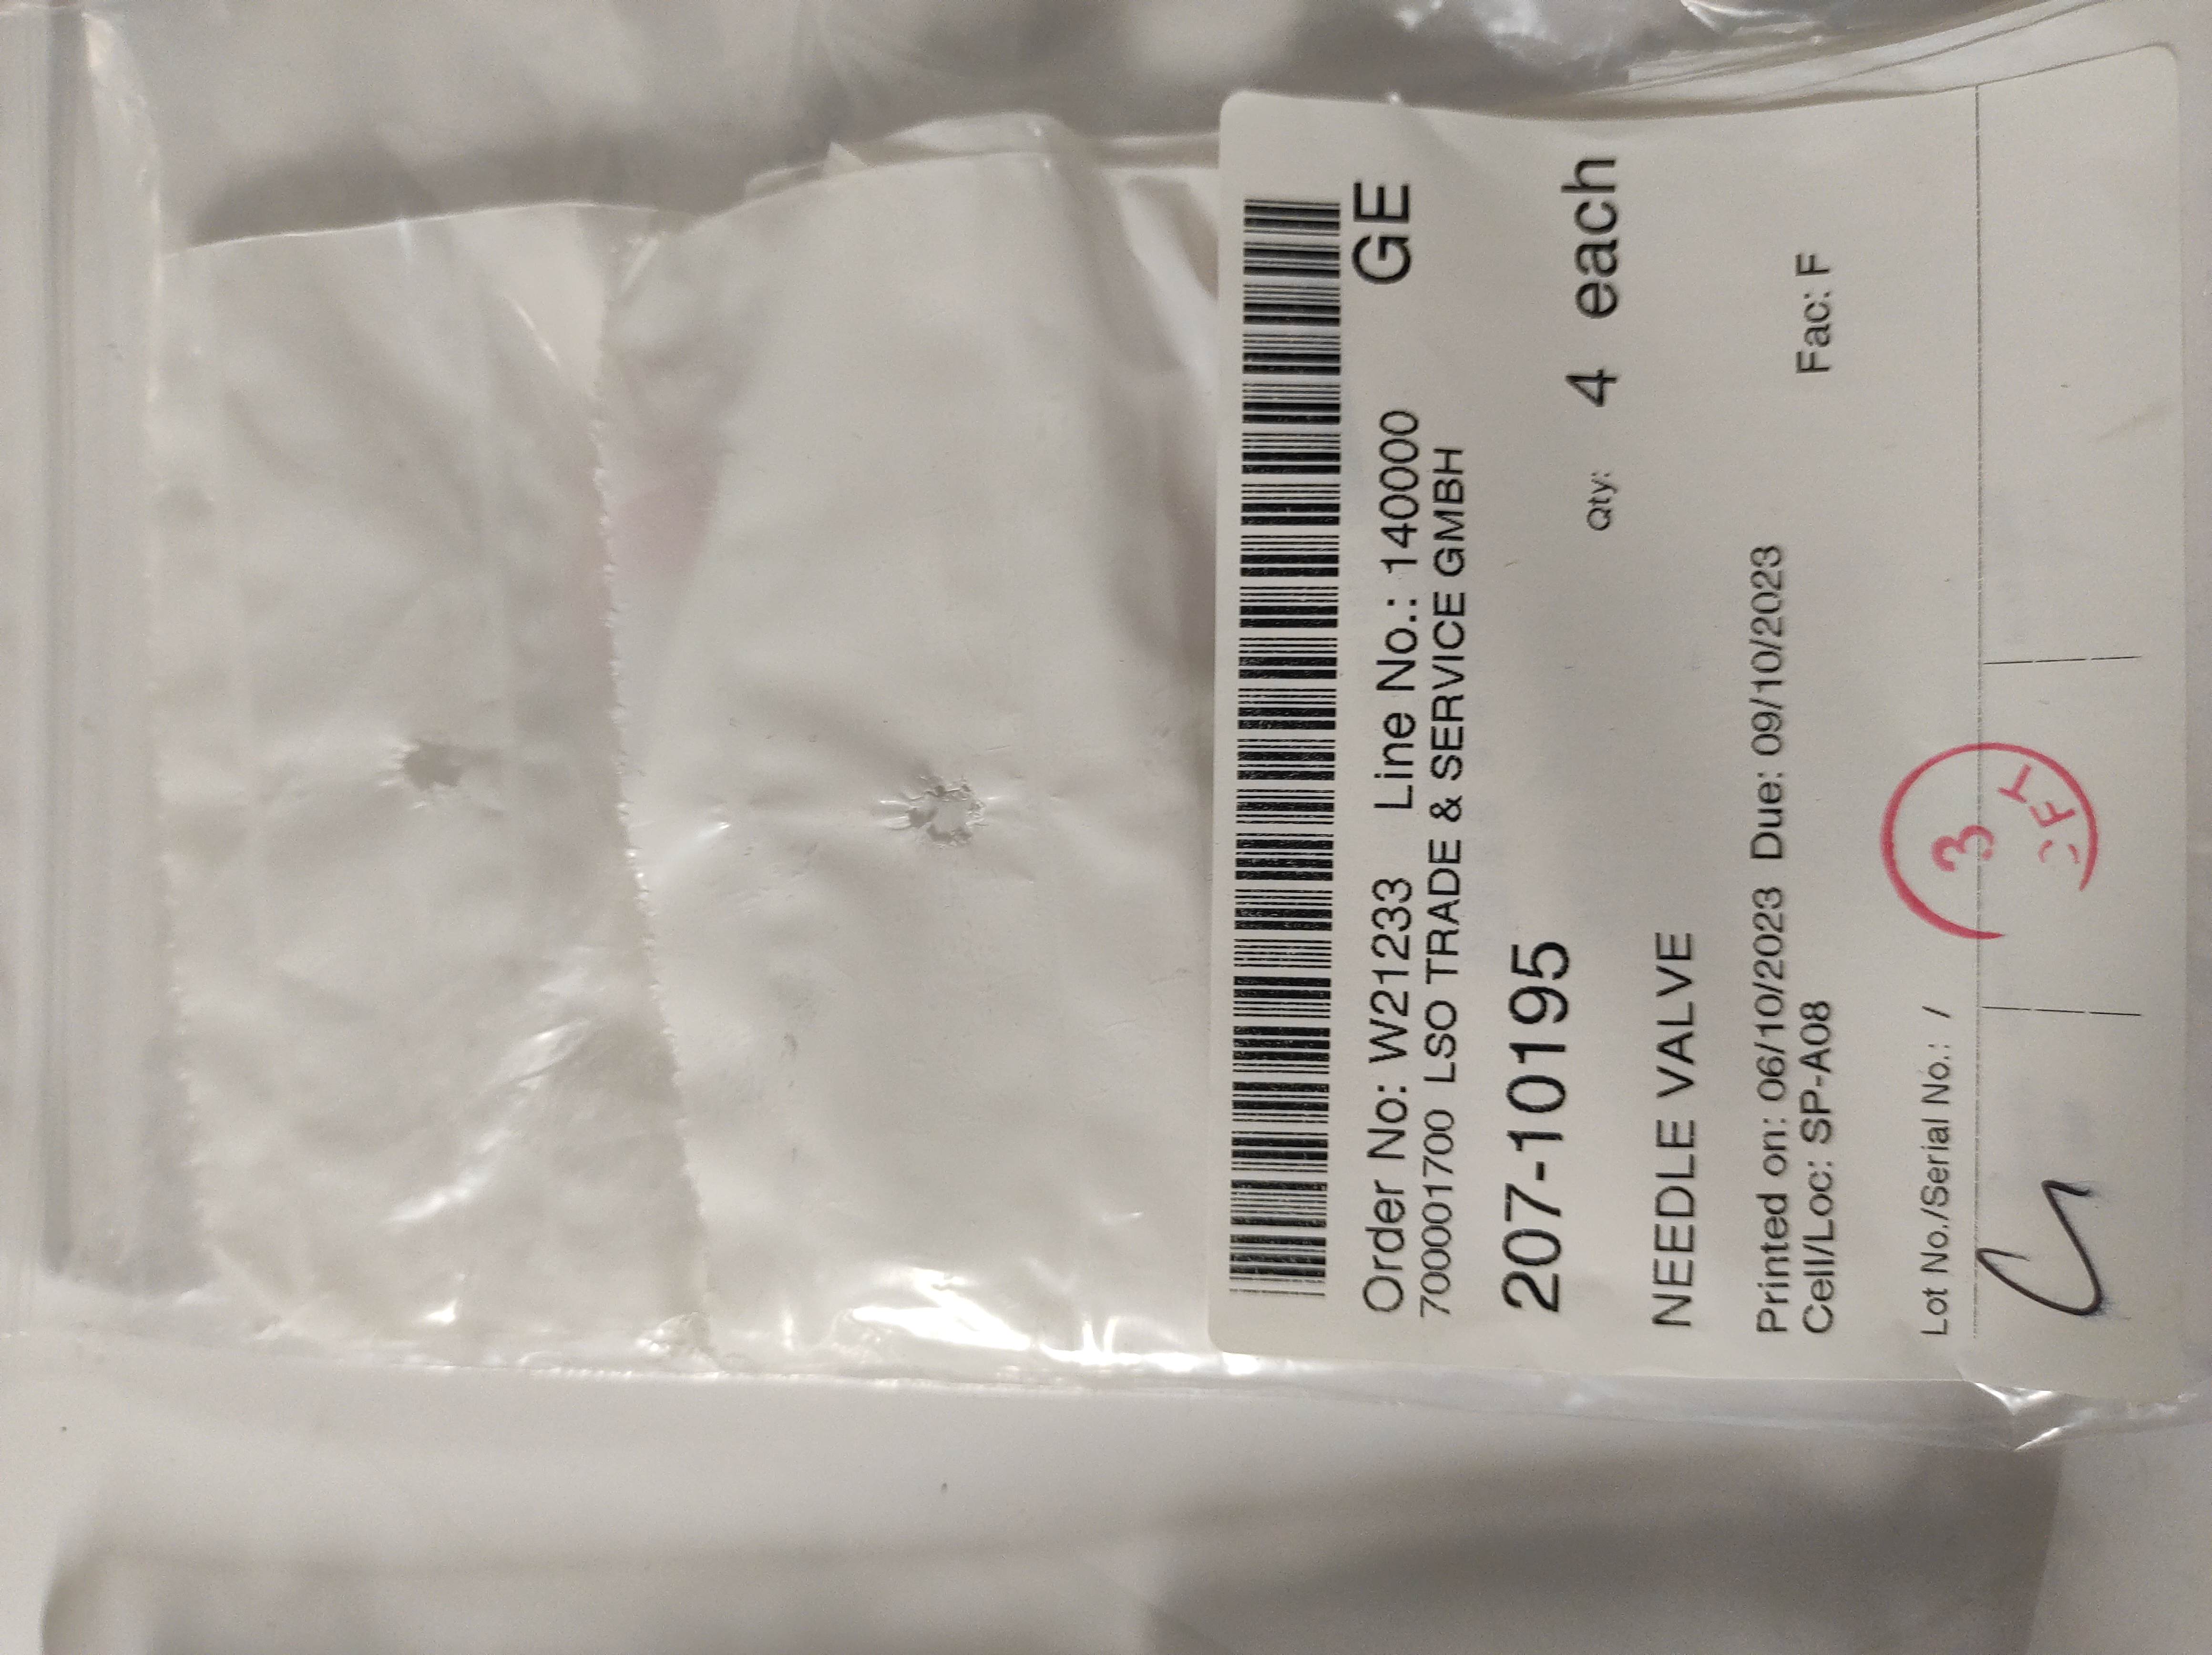 Order No: W21233 Line No.: 140000 GE
700001700 LSO TRADE & SERVICE GMBH
207-10195 Qty: 4 each
NEEDLE VALVE
Printed on: 06/10/2023 Due: 09/10/2023
Cell/Loc: SP-A08 Fac: F
Lot No./Serial No.: /
3